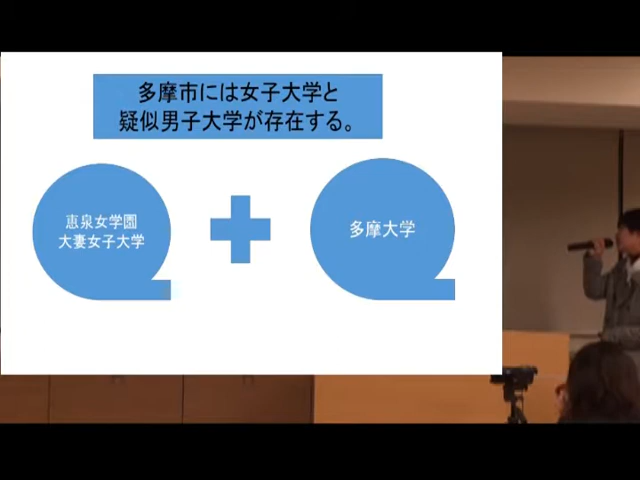 多摩市には女子大学と
疑似男子大学が存在する。
恵泉女学園
大妻女子大学
多摩大学